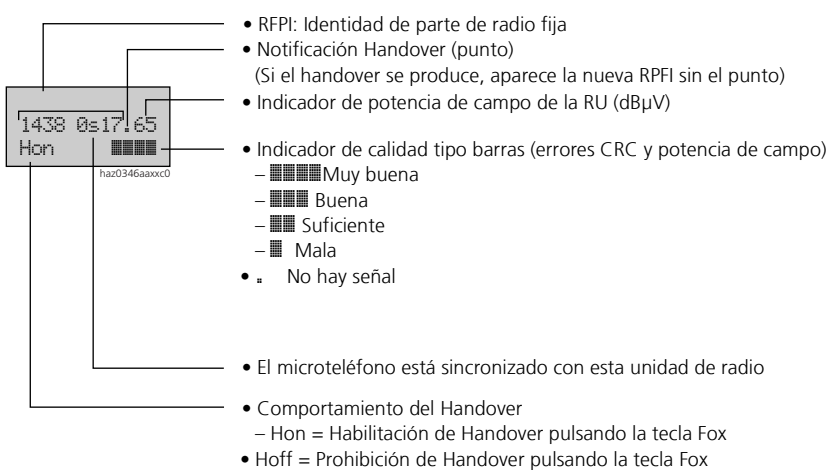 • RFPI: Identidad de parte de radio fija
• Notificación Handover (punto)
(Si el handover se produce, aparece la nueva RPFI sin el punto)
• Indicador de potencia de campo de la RU (dBµV)
1438 0s17.65
Hon
haz0346aaxxc0
• Indicador de calidad tipo barras (errores CRC y potencia de campo)
– Muy buena
– Buena
– Suficiente
– Mala
• . No hay señal
• El microteléfono está sincronizado con esta unidad de radio
• Comportamiento del Handover
– Hon = Habilitación de Handover pulsando la tecla Fox
• Hoff = Prohibición de Handover pulsando la tecla Fox